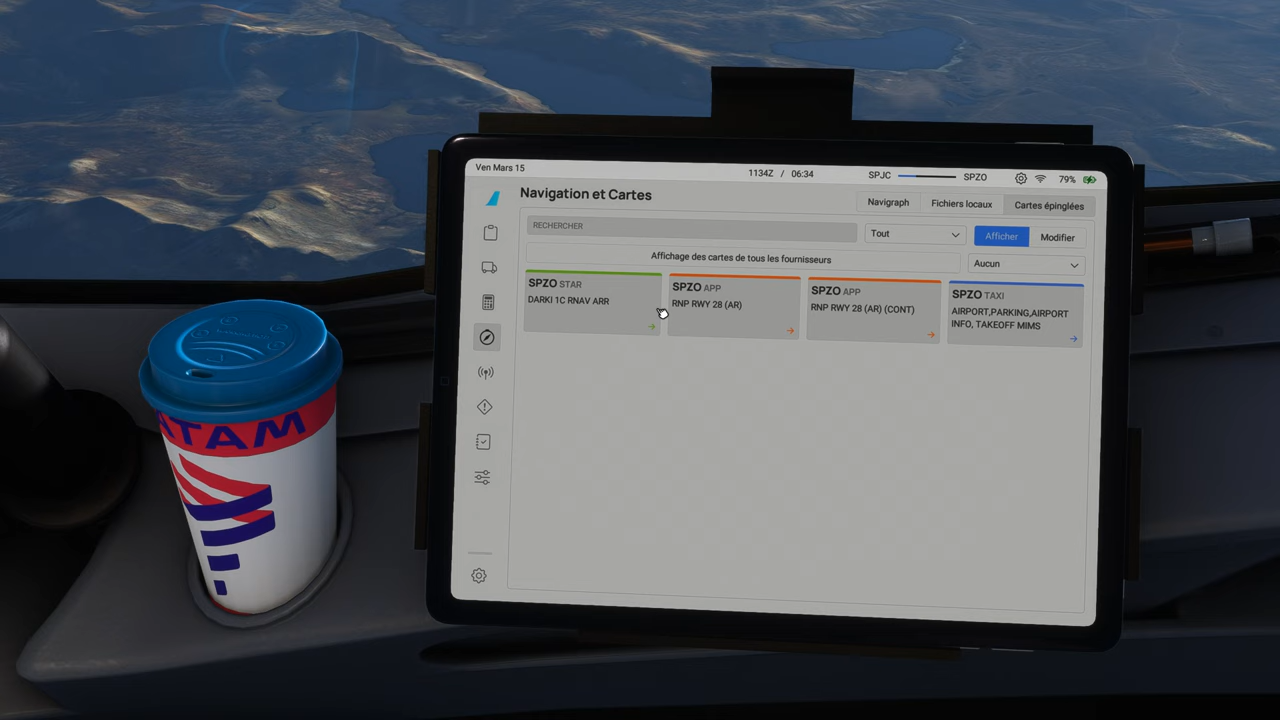 Ven Mars 15
1134Z / 06:34
SPJC
SPZO
79%
Navigation et Cartes
Navigraph
Fichiers locaux
Cartes épinglées
RECHERCHER
Tout
Afficher
Modifier
Affichage des cartes de tous les fournisseurs
Aucun
SPZO STAR
DARKI 1C RNAV ARR
SPZO APP
RNP RWY 28 (AR)
SPZO APP
RNP RWY 28 (AR) (CONT)
SPZO TAXI
AIRPORT,PARKING,AIRPORT
INFO, TAKEOFF MIMS
ATAM